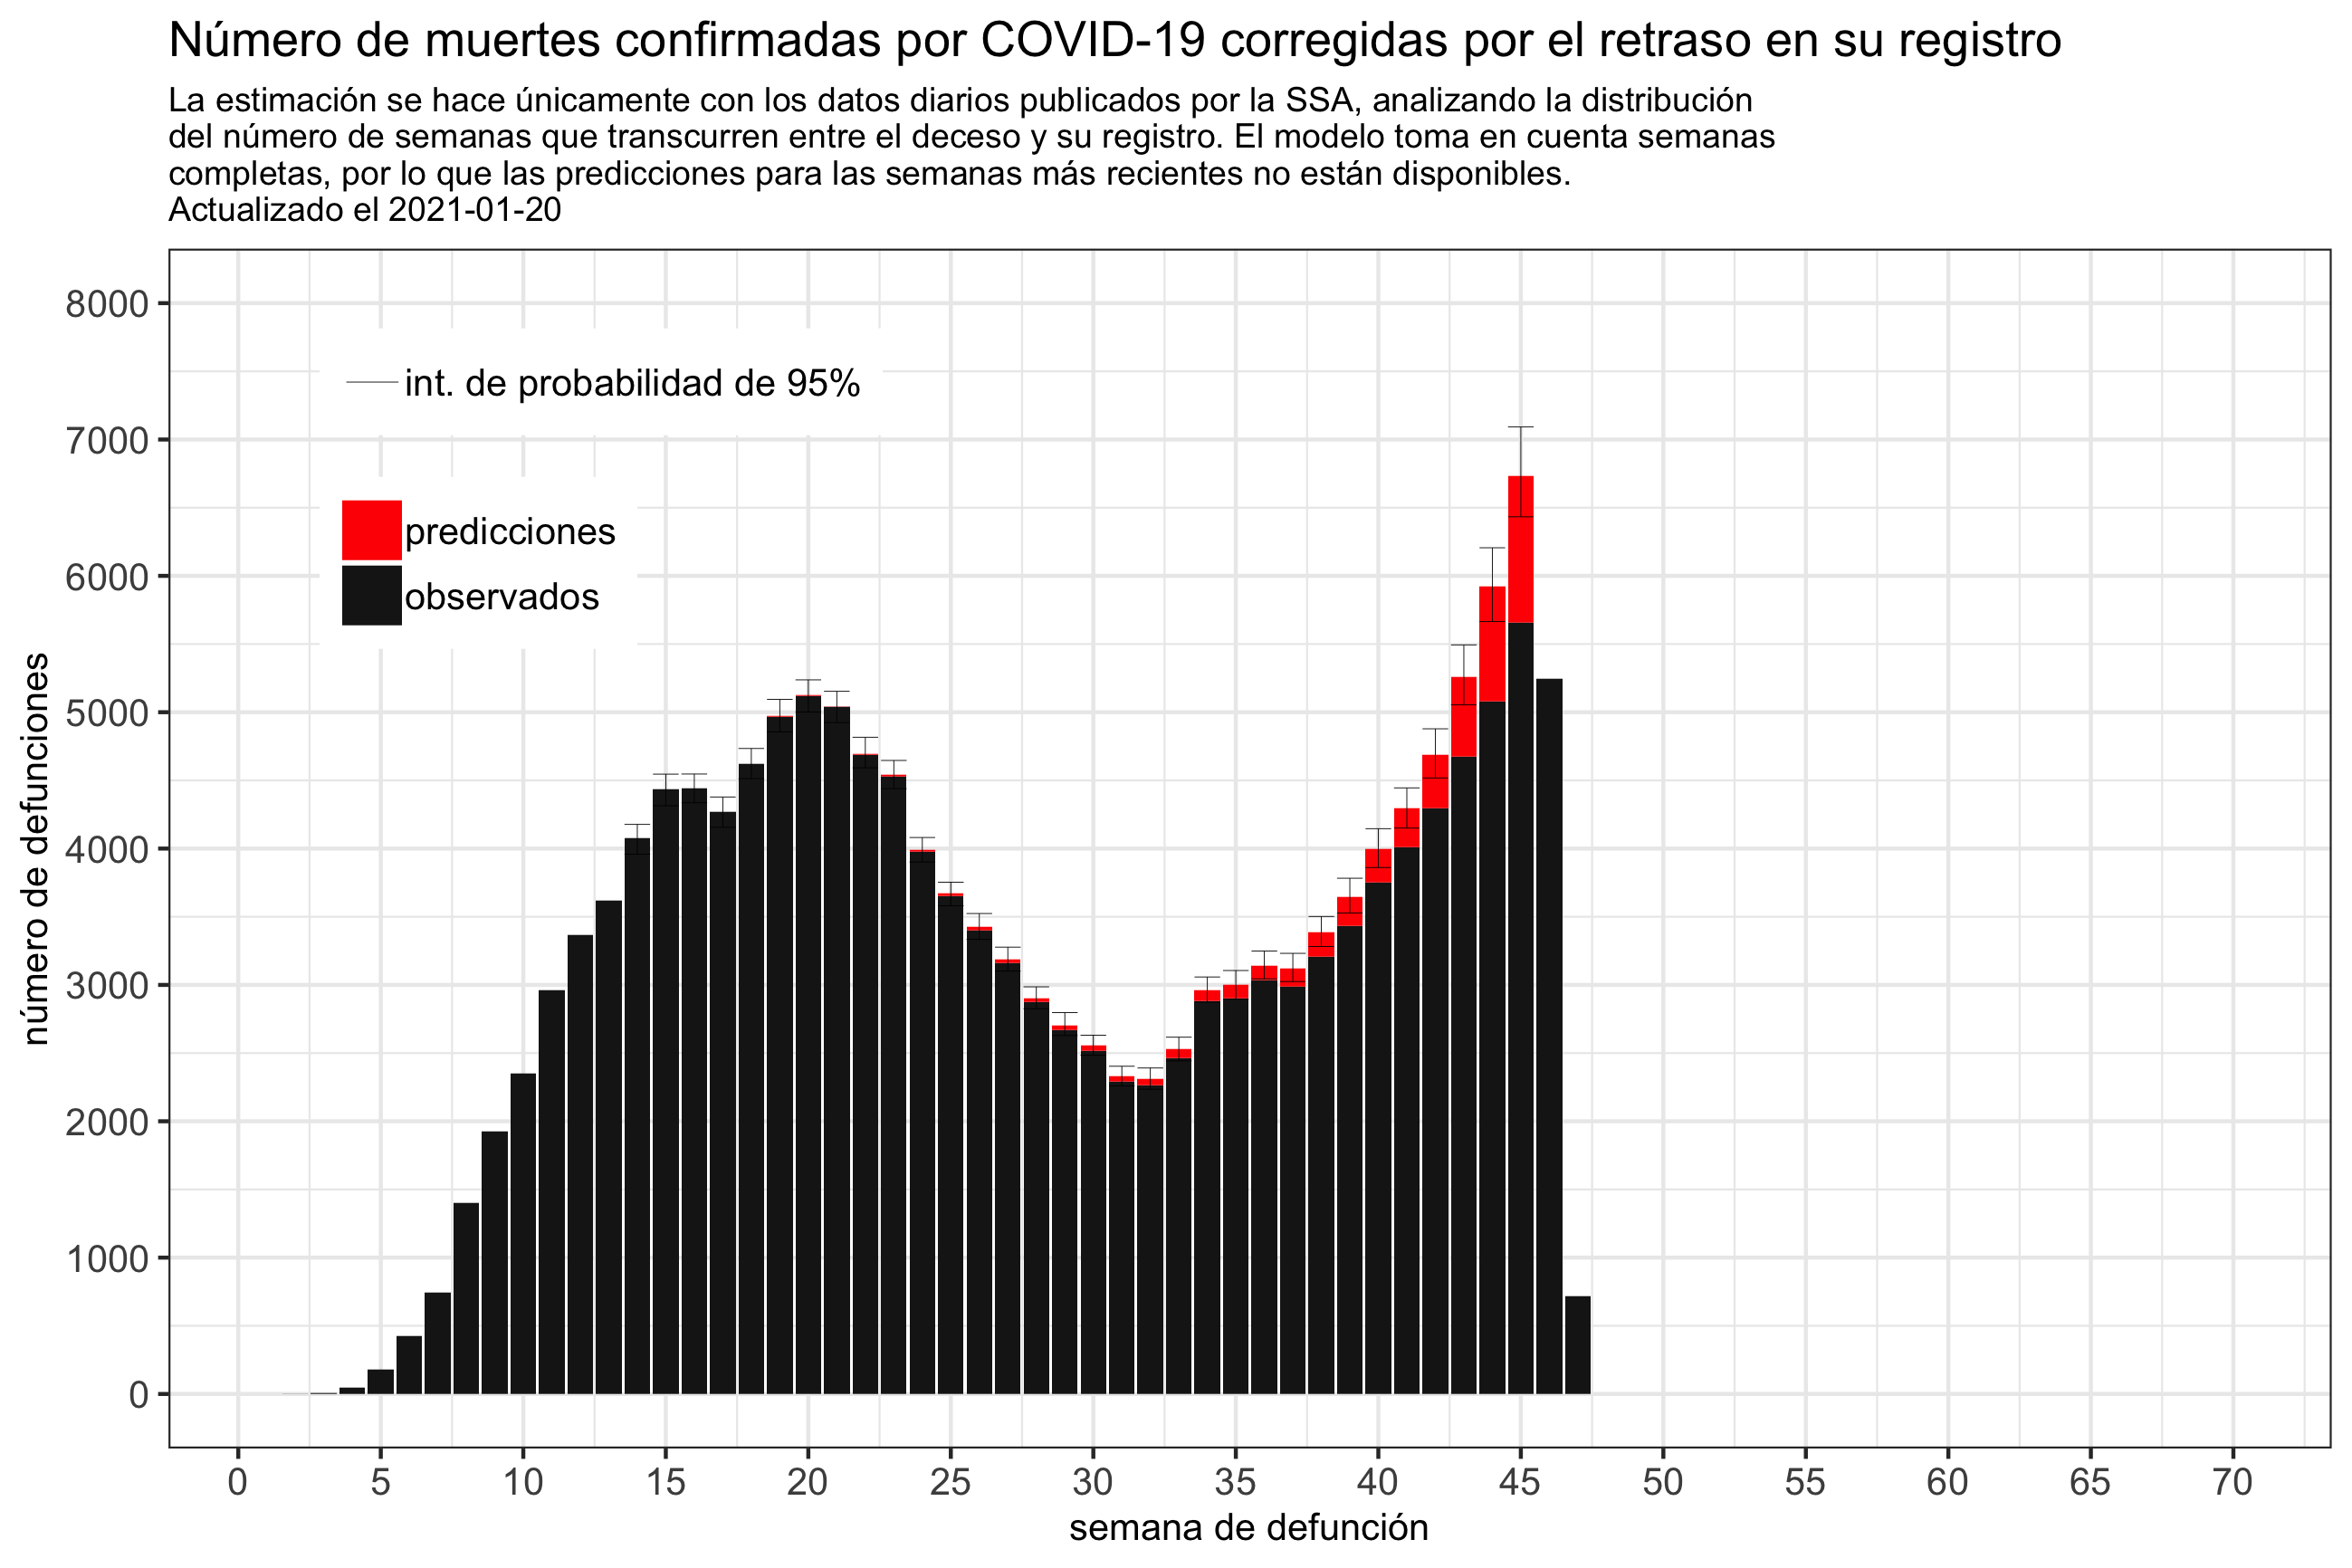 Número de muertes confirmadas por COVID-19 corregidas por el retraso en su registro
La estimación se hace únicamente con los datos diarios publicados por la SSA, analizando la distribución
del número de semanas que transcurren entre el deceso y su registro. El modelo toma en cuenta semanas
completas, por lo que las predicciones para las semanas más recientes no están disponibles.
Actualizado el 2021-01-20
int. de probabilidad de 95%
predicciones
observados
número de defunciones
8000
7000
6000
5000
4000
3000
2000
1000
0
0 5 10 15 20 25 30 35 40 45 50 55 60 65 70
semana de defunción